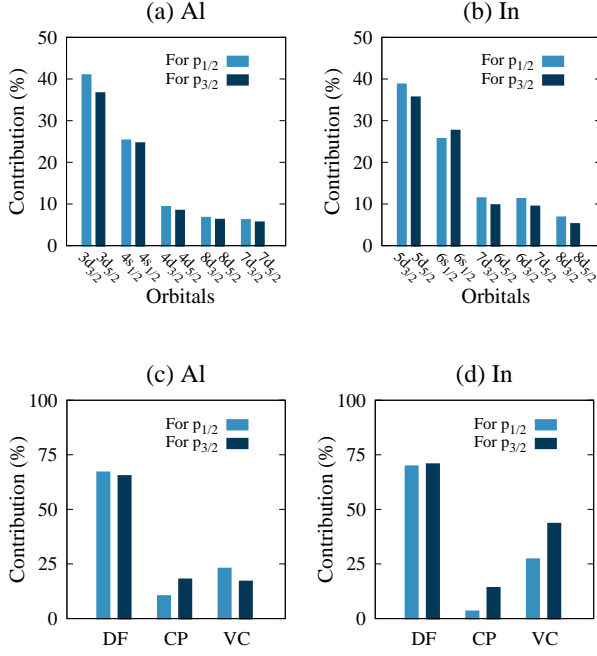 (a) Al
Contribution (%)
50
40
30
20
10
0
For p1/2
For p3/2
3d3/2 3d5/2 4s1/2 4s1/2 4d3/2 4d5/2 8d3/2 8d5/2 7d3/2 7d5/2
Orbitals
(b) In
Contribution (%)
50
40
30
20
10
0
For p1/2
For p3/2
5d3/2 5d5/2 6s1/2 6s1/2 7d3/2 6d5/2 6d3/2 7d5/2 8d3/2 8d5/2
Orbitals
(c) Al
Contribution (%)
100
75
50
25
0
For p1/2
For p3/2
DF CP VC
(d) In
Contribution (%)
100
75
50
25
0
For p1/2
For p3/2
DF CP VC